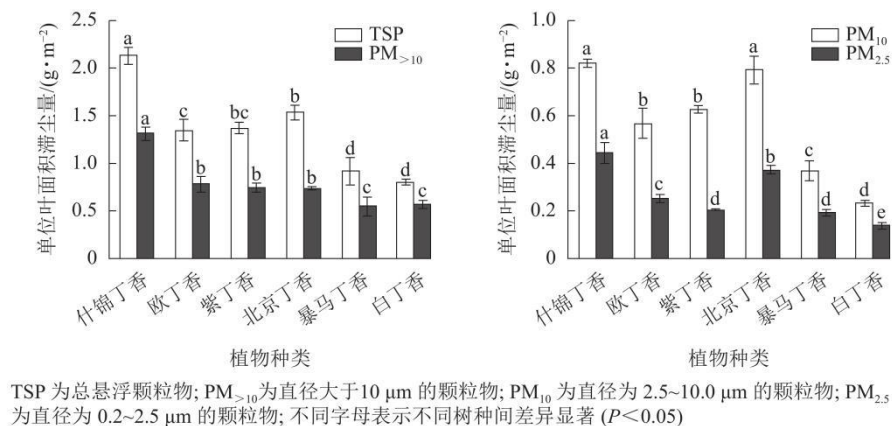 2.5
2.0
1.5
1.0
0.5
0
单位叶面积滞尘量/(g·m⁻²)
TSP
PM>10
a
a
c
b
bc
b
b
b
d
c
d
c
什锦丁香
欧丁香
紫丁香
北京丁香
暴马丁香
白丁香
植物种类
1.0
0.8
0.6
0.4
0.2
0
单位叶面积滞尘量/(g·m⁻²)
PM10
PM2.5
a
a
b
c
b
d
a
b
c
d
d
e
什锦丁香
欧丁香
紫丁香
北京丁香
暴马丁香
白丁香
植物种类
TSP 为总悬浮颗粒物; PM>10为直径大于10 μm 的颗粒物; PM10 为直径为 2.5~10.0 μm 的颗粒物; PM2.5
为直径为 0.2~2.5 μm 的颗粒物; 不同字母表示不同树种间差异显著 (P<0.05)